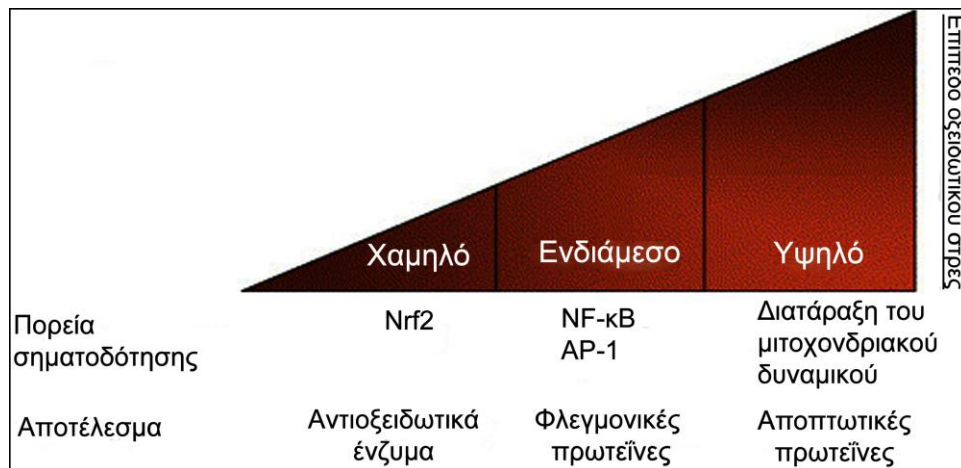 Επίπεδο οξειδωτικού στρες
Χαμηλό
Ενδιάμεσο
Υψηλό
Πορεία
σηματοδότησης
Nrf2
NF-κB
AP-1
Διατάραξη του
μιτοχονδριακού
δυναμικού
Αποτέλεσμα
Αντιοξειδωτικά
ένζυμα
Φλεγμονικές
πρωτεΐνες
Αποπτωτικές
πρωτεΐνες